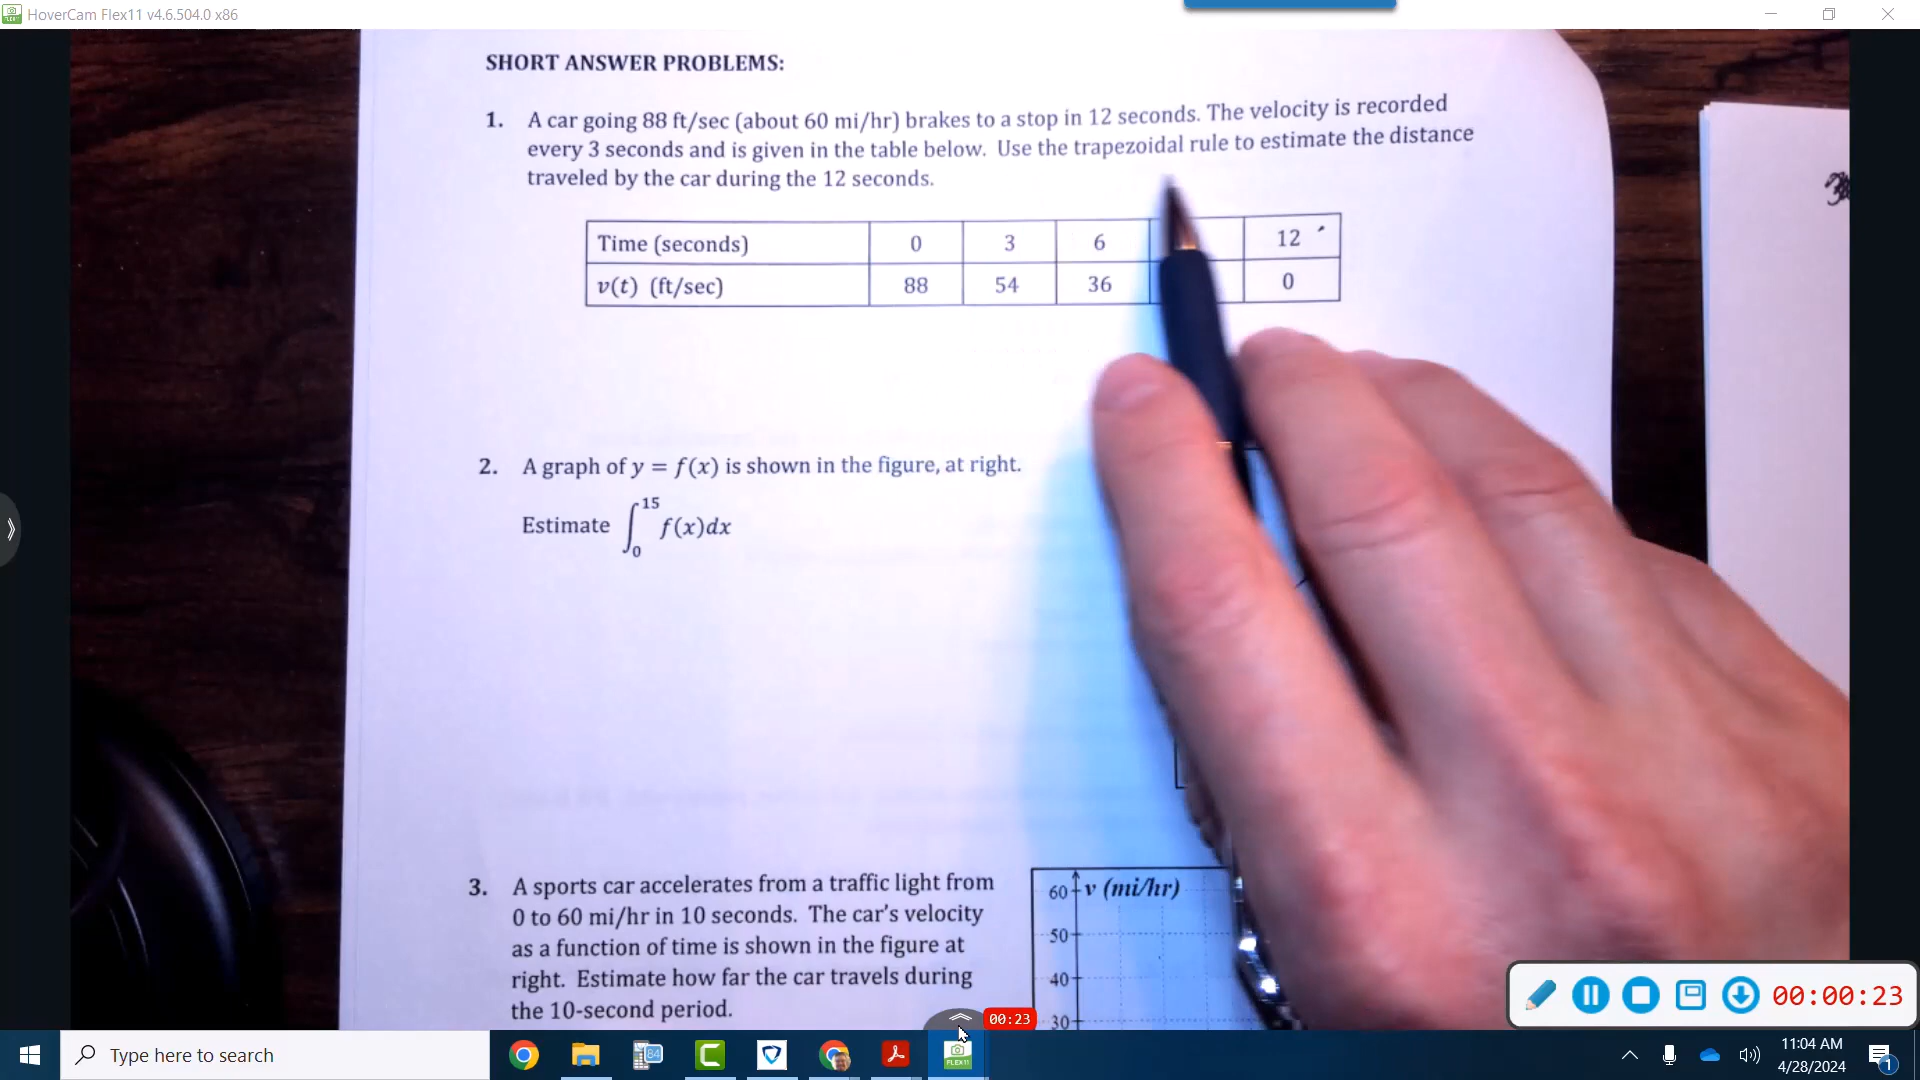 HoverCam Flex11 v4.6.504.0 x86
SHORT ANSWER PROBLEMS:
1. A car going 88 ft/sec (about 60 mi/hr) brakes to a stop in 12 seconds. The velocity is recorded
every 3 seconds and is given in the table below. Use the trapezoidal rule to estimate the distance
traveled by the car during the 12 seconds.
Time (seconds) 0 3 6 12
v(t) (ft/sec) 88 54 36 0
2. A graph of y = f(x) is shown in the figure, at right.
Estimate ∫₀¹⁵ f(x)dx
3. A sports car accelerates from a traffic light from
0 to 60 mi/hr in 10 seconds. The car's velocity
as a function of time is shown in the figure at
right. Estimate how far the car travels during
the 10-second period.
60 v (mi/hr)
50
40
30
00:00:23
00:23
Type here to search
84
FLEX11
11:04 AM
4/28/2024
1